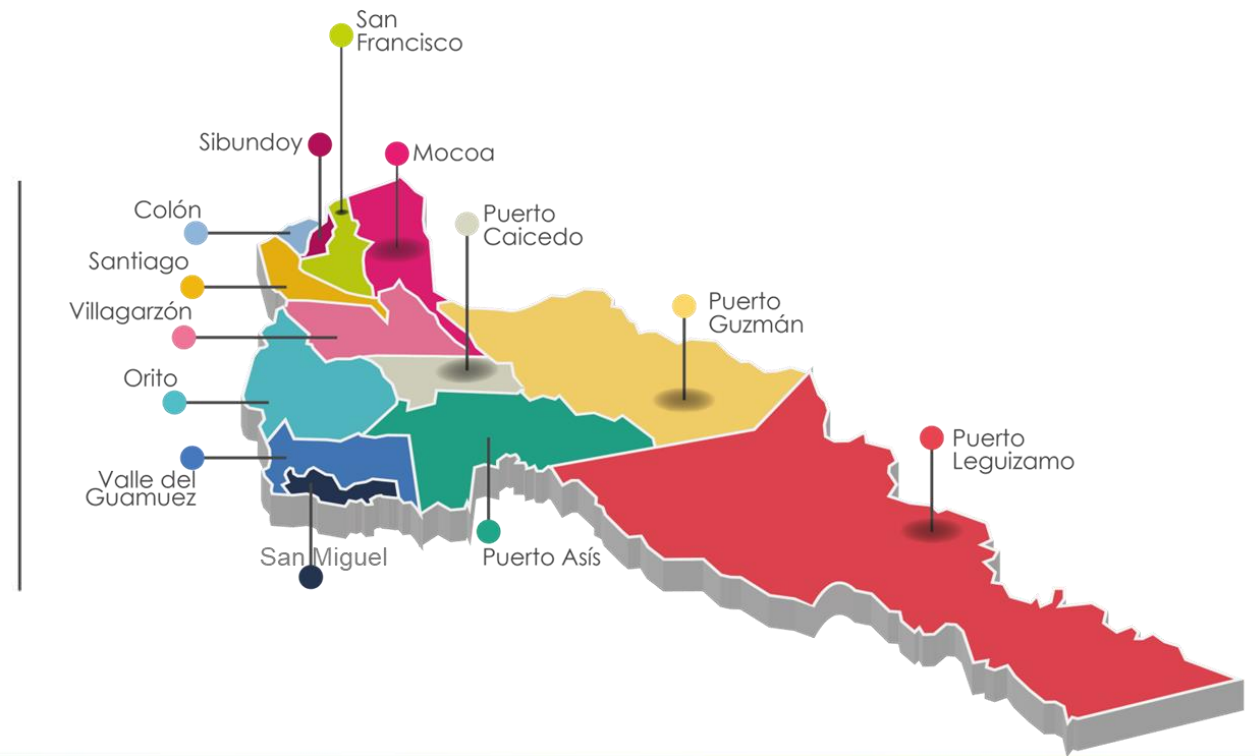 San
Francisco
Sibundoy
Mocoa
Colón
Puerto
Caicedo
Santiago
Villagarzón
Puerto
Guzmán
Orito
Puerto
Leguizamo
Valle del
Guamuez
San Miguel
Puerto Asís